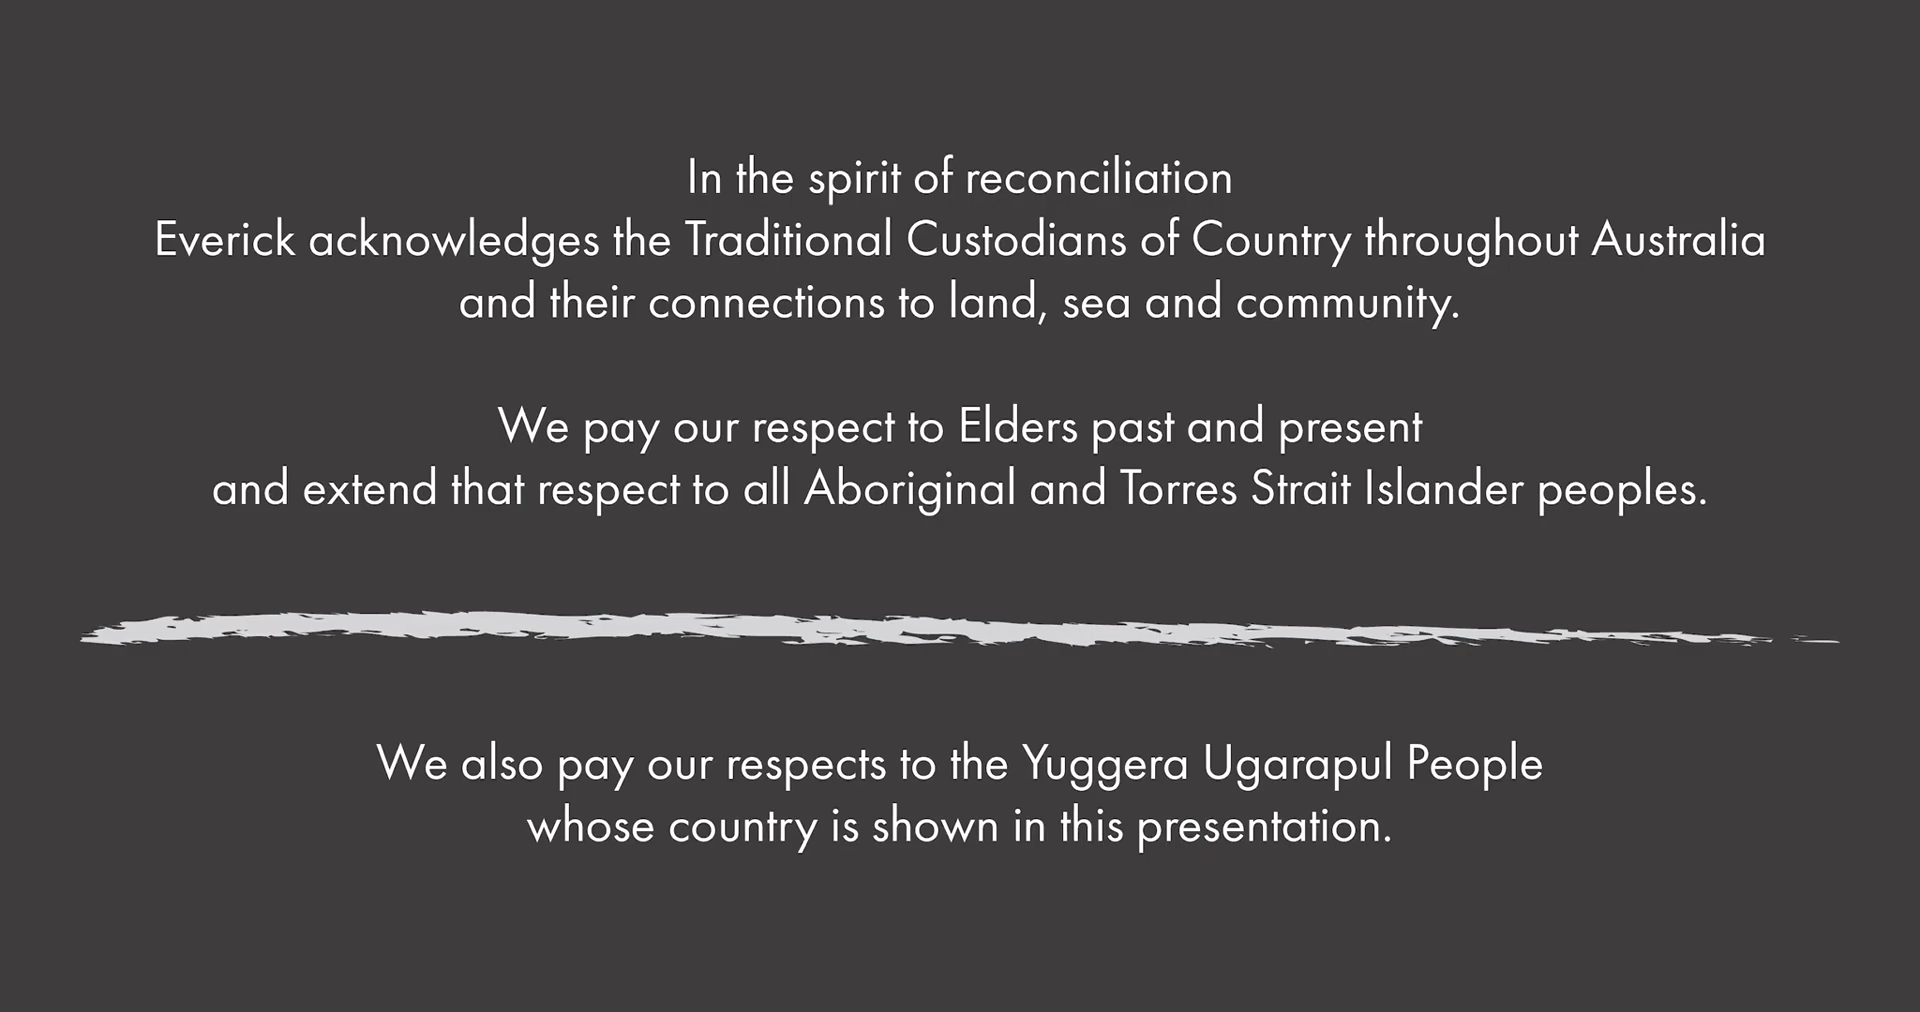 In the spirit of reconciliation
Everick acknowledges the Traditional Custodians of Country throughout Australia
and their connections to land, sea and community.
We pay our respect to Elders past and present
and extend that respect to all Aboriginal and Torres Strait Islander peoples.
We also pay our respects to the Yuggera Ugarapul People
whose country is shown in this presentation.